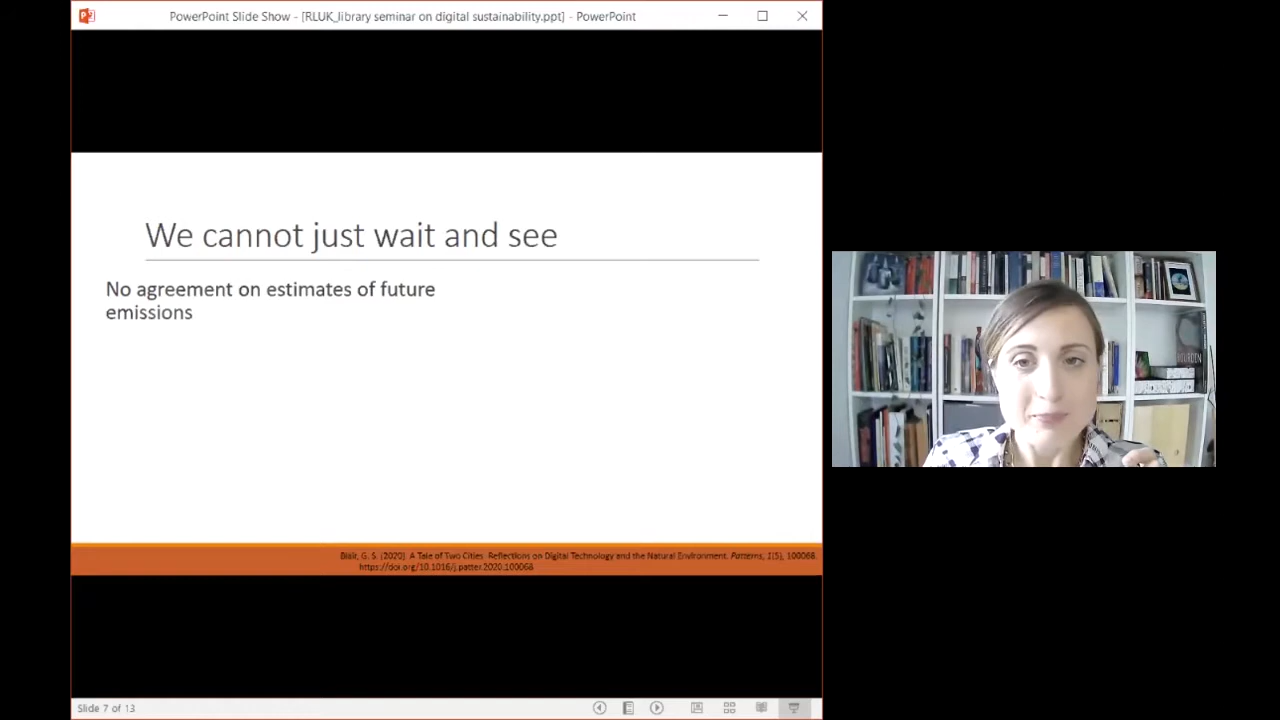 PowerPoint Slide Show - [RLUK_library seminar on digital sustainability.ppt] - PowerPoint
We cannot just wait and see
No agreement on estimates of future
emissions
Blair, G. S. (2020). A Tale of Two Cities: Reflections on Digital Technology and the Natural Environment. Patterns, 1(5), 100068.
https://doi.org/10.1016/j.patter.2020.100068
Slide 7 of 13